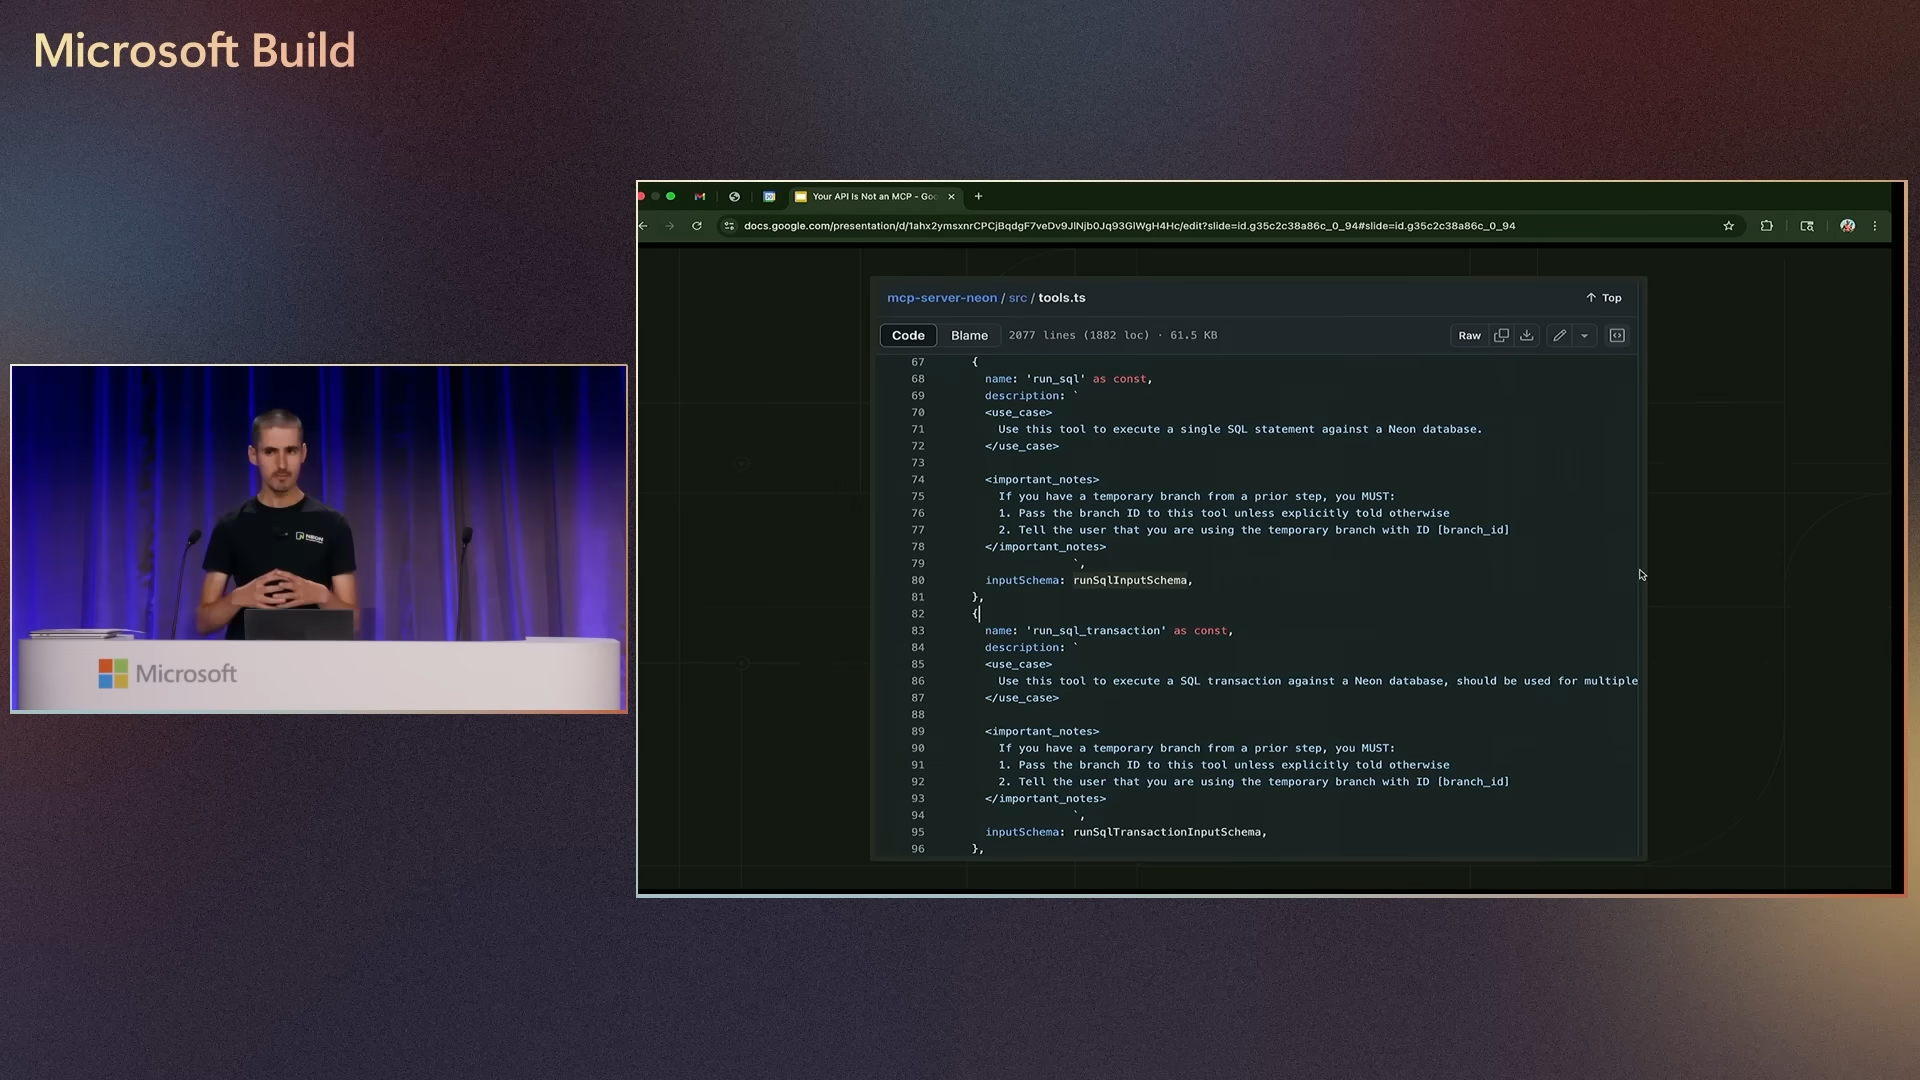 Microsoft Build
Your API Is Not an MCP - Goo
docs.google.com/presentation/d/1ahx2ymsxnrCPCjBqdgF7veDv9JlNjb0Jq93GlWgH4Hc/edit?slide=id.g35c2c38a86c_0_94#slide=id.g35c2c38a86c_0_94
mcp-server-neon / src / tools.ts
Top
Code Blame 2077 lines (1882 loc) · 61.5 KB
Raw
67 {
68 name: 'run_sql' as const,
69 description: `
70 <use_case>
71 Use this tool to execute a single SQL statement against a Neon database.
72 </use_case>
73
74 <important_notes>
75 If you have a temporary branch from a prior step, you MUST:
76 1. Pass the branch ID to this tool unless explicitly told otherwise
77 2. Tell the user that you are using the temporary branch with ID [branch_id]
78 </important_notes>
79 `,
80 inputSchema: runSqlInputSchema,
81 },
82 {
83 name: 'run_sql_transaction' as const,
84 description: `
85 <use_case>
86 Use this tool to execute a SQL transaction against a Neon database, should be used for multiple
87 </use_case>
88
89 <important_notes>
90 If you have a temporary branch from a prior step, you MUST:
91 1. Pass the branch ID to this tool unless explicitly told otherwise
92 2. Tell the user that you are using the temporary branch with ID [branch_id]
93 </important_notes>
94 `,
95 inputSchema: runSqlTransactionInputSchema,
96 },
NEON
Microsoft